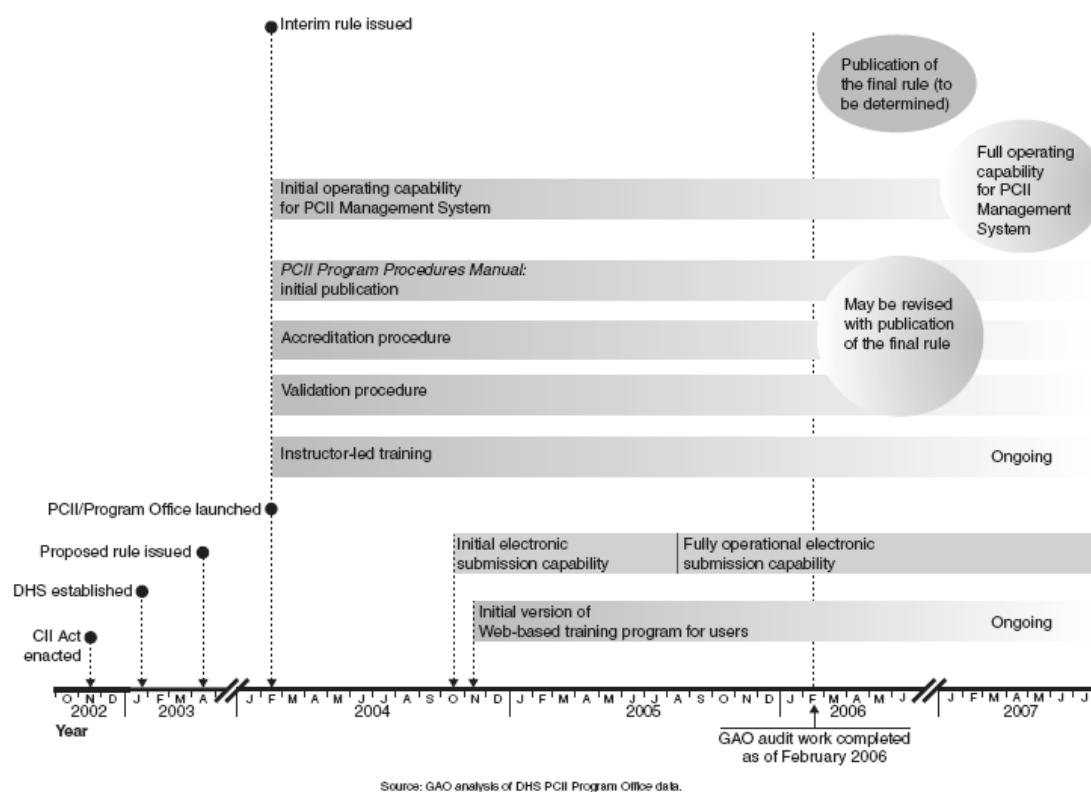 Interim rule issued
Publication of
the final rule (to
be determined)
Full operating
capability
for PCII
Management
System
Initial operating capability
for PCII Management System
PCII Program Procedures Manual:
initial publication
May be revised
with publication
of the final rule
Accreditation procedure
Validation procedure
Instructor-led training
Ongoing
PCII/Program Office launched
Proposed rule issued
Initial electronic
submission capability
Fully operational electronic
submission capability
DHS established
Initial version of
Web-based training program for users
Ongoing
CII Act
enacted
O N D J F M A J F M A M J J A S O N D J F M A M J J A S O N D J F M A M J J F M A M J J
2002 2003 2004 2005 2006 2007
Year
GAO audit work completed
as of February 2006
Source: GAO analysis of DHS PCII Program Office data.